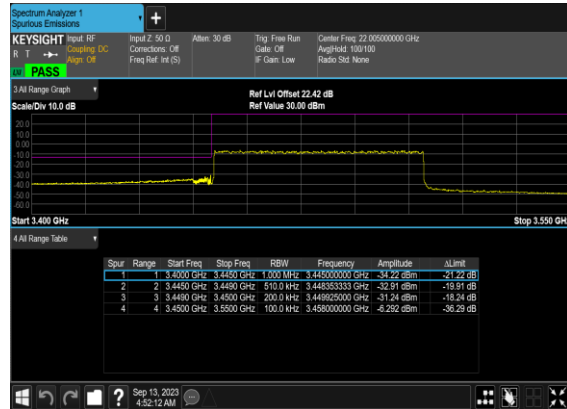 Spectrum Analyzer 1
Spurious Emissions
KEYSIGHT Input: RF Input Z: 50 Ω Atten: 30 dB Trig: Free Run Center Freq: 22.005000000 GHz
R T Coupling: DC Corrections: Off Gate: Off Avg|Hold: 100/100
Align: Off Freq Ref: Int (S) IF Gain: Low Radio Std: None
PASS
3 All Range Graph
Ref Lvl Offset 22.42 dB
Scale/Div 10.0 dB Ref Value 30.00 dBm
20.0
10.0
0.00
-10.0
-20.0
-30.0
-40.0
-50.0
-60.0
Start 3.400 GHz Stop 3.550 GHz
4 All Range Table
Spur Range Start Freq Stop Freq RBW Frequency Amplitude ΔLimit
1 1 3.4000 GHz 3.4450 GHz 1.000 MHz 3.445000000 GHz -34.22 dBm -21.22 dB
2 2 3.4450 GHz 3.4490 GHz 510.0 kHz 3.448353333 GHz -32.91 dBm -19.91 dB
3 3 3.4490 GHz 3.4500 GHz 200.0 kHz 3.449925000 GHz -31.24 dBm -18.24 dB
4 4 3.4500 GHz 3.5500 GHz 100.0 kHz 3.458000000 GHz -6.292 dBm -36.29 dB
? Sep 13, 2023
4:52:12 AM